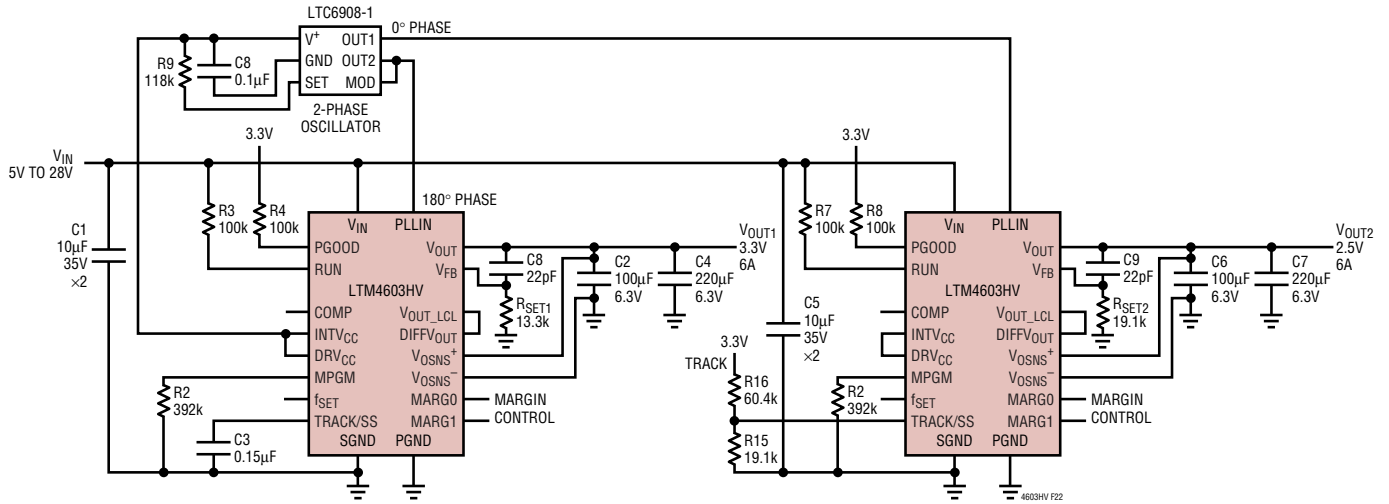 LTC6908-1
0° PHASE
V+
OUT1
GND
OUT2
SET
MOD
R9
118k
C8
0.1µF
2-PHASE
OSCILLATOR
3.3V
3.3V
VIN
5V TO 28V
180° PHASE
C1
10µF
35V
×2
R3
100k
R4
100k
VIN
PLLIN
PGOOD
RUN
LTM4603HV
COMP
INTVCC
DRVCC
MPGM
fSET
TRACK/SS
SGND
PGND
VOUT
VFB
VOUT_LCL
DIFFVOUT
VOSNS+
VOSNS−
MARG0
MARG1
MARGIN
CONTROL
R2
392k
C3
0.15µF
C8
22pF
RSET1
13.3k
C2
100µF
6.3V
C4
220µF
6.3V
VOUT1
3.3V
6A
C5
10µF
35V
×2
R7
100k
R8
100k
3.3V
TRACK
R16
60.4k
R15
19.1k
R2
392k
VIN
PLLIN
PGOOD
RUN
LTM4603HV
COMP
INTVCC
DRVCC
MPGM
fSET
TRACK/SS
SGND
PGND
VOUT
VFB
VOUT_LCL
DIFFVOUT
VOSNS+
VOSNS−
MARG0
MARG1
MARGIN
CONTROL
C9
22pF
RSET2
19.1k
C6
100µF
6.3V
C7
220µF
6.3V
VOUT2
2.5V
6A
4603HV F22